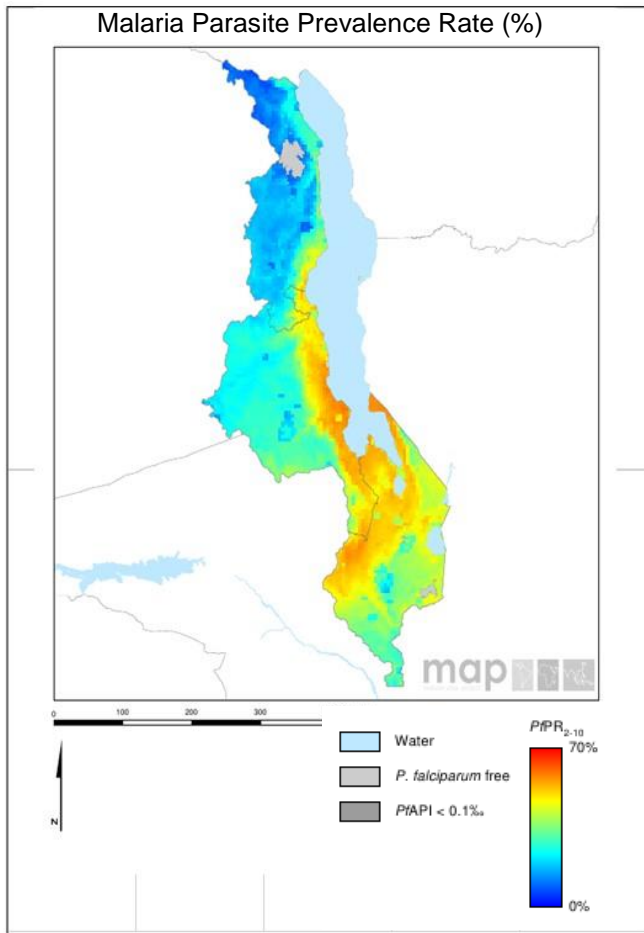 Malaria Parasite Prevalence Rate (%)
map
0 100 200 300
N
Water
P. falciparum free
PfAPI < 0.1‰
PfPR2-10
70%
0%